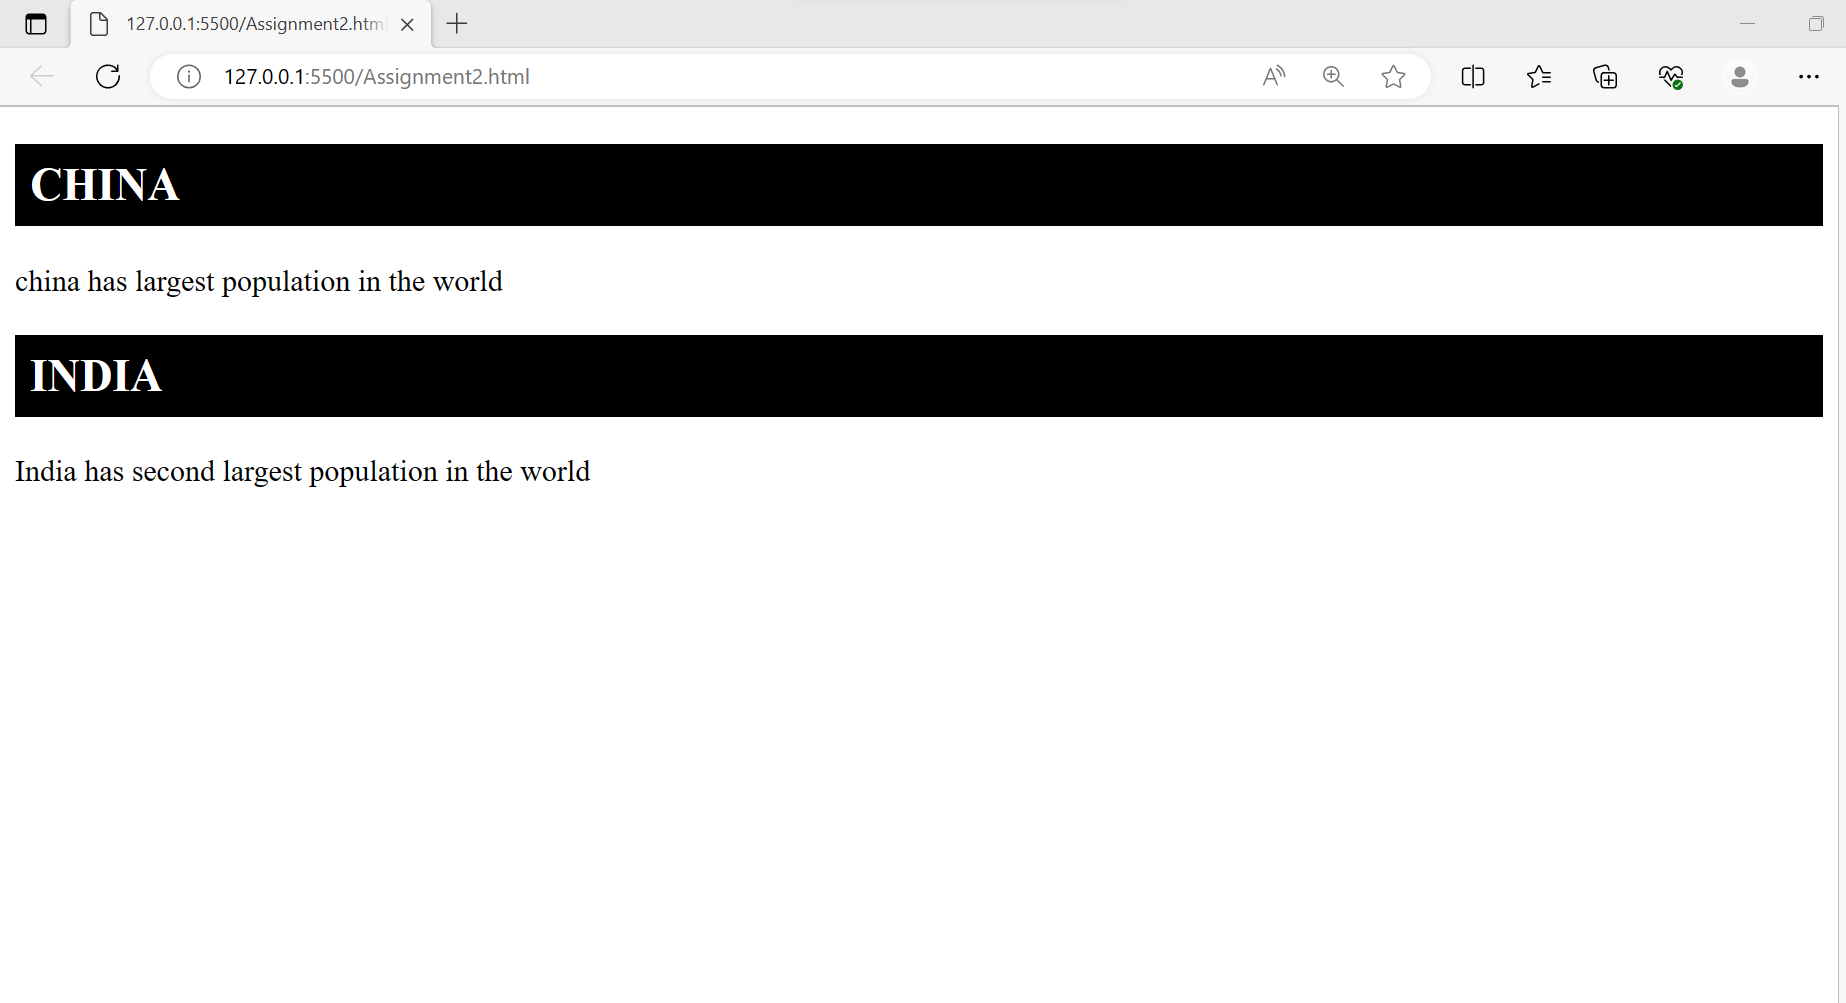 127.0.0.1:5500/Assignment2.html
127.0.0.1:5500/Assignment2.html
CHINA
china has largest population in the world
INDIA
India has second largest population in the world